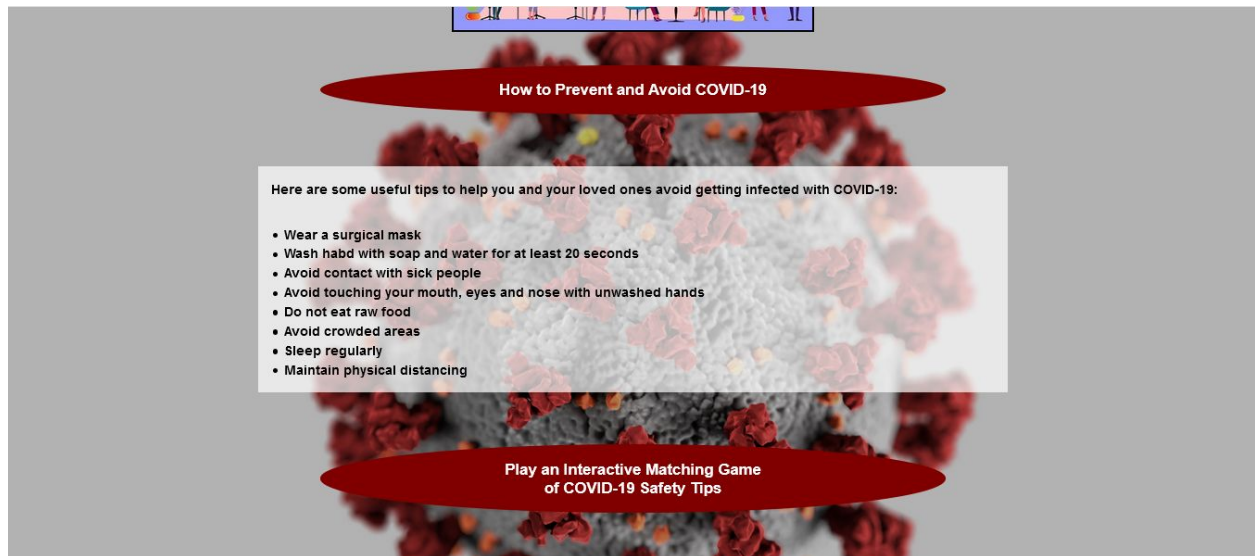 How to Prevent and Avoid COVID-19
Here are some useful tips to help you and your loved ones avoid getting infected with COVID-19:
• Wear a surgical mask
• Wash habd with soap and water for at least 20 seconds
• Avoid contact with sick people
• Avoid touching your mouth, eyes and nose with unwashed hands
• Do not eat raw food
• Avoid crowded areas
• Sleep regularly
• Maintain physical distancing
Play an Interactive Matching Game
of COVID-19 Safety Tips